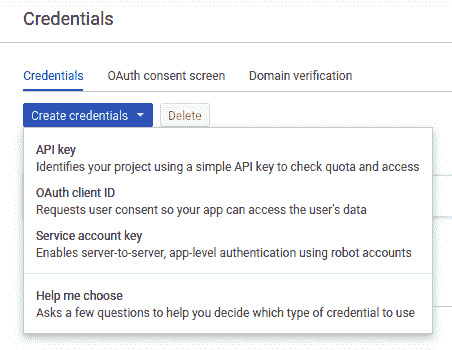 Credentials
Credentials OAuth consent screen Domain verification
Create credentials Delete
API key
Identifies your project using a simple API key to check quota and access
OAuth client ID
Requests user consent so your app can access the user's data
Service account key
Enables server-to-server, app-level authentication using robot accounts
Help me choose
Asks a few questions to help you decide which type of credential to use